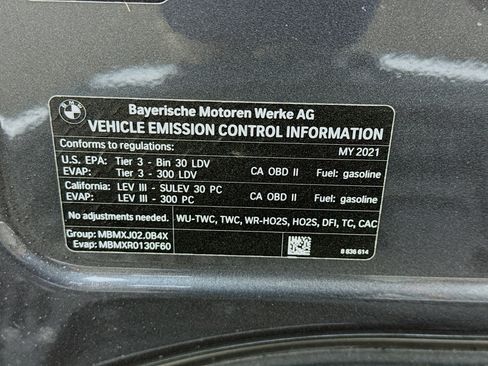 BMW
Bayerische Motoren Werke AG
VEHICLE EMISSION CONTROL INFORMATION
Conforms to regulations: MY 2021
U.S. EPA: Tier 3 - Bin 30 LDV CA OBD II Fuel: gasoline
EVAP: Tier 3 - 300 LDV
California: LEV III - SULEV 30 PC CA OBD II Fuel: gasoline
EVAP: LEV III - 300 PC
No adjustments needed. WU-TWC, TWC, WR-HO2S, HO2S, DFI, TC, CAC
Group: MBMXJ02.0B4X
Evap: MBMXR0130F60
8 836 614